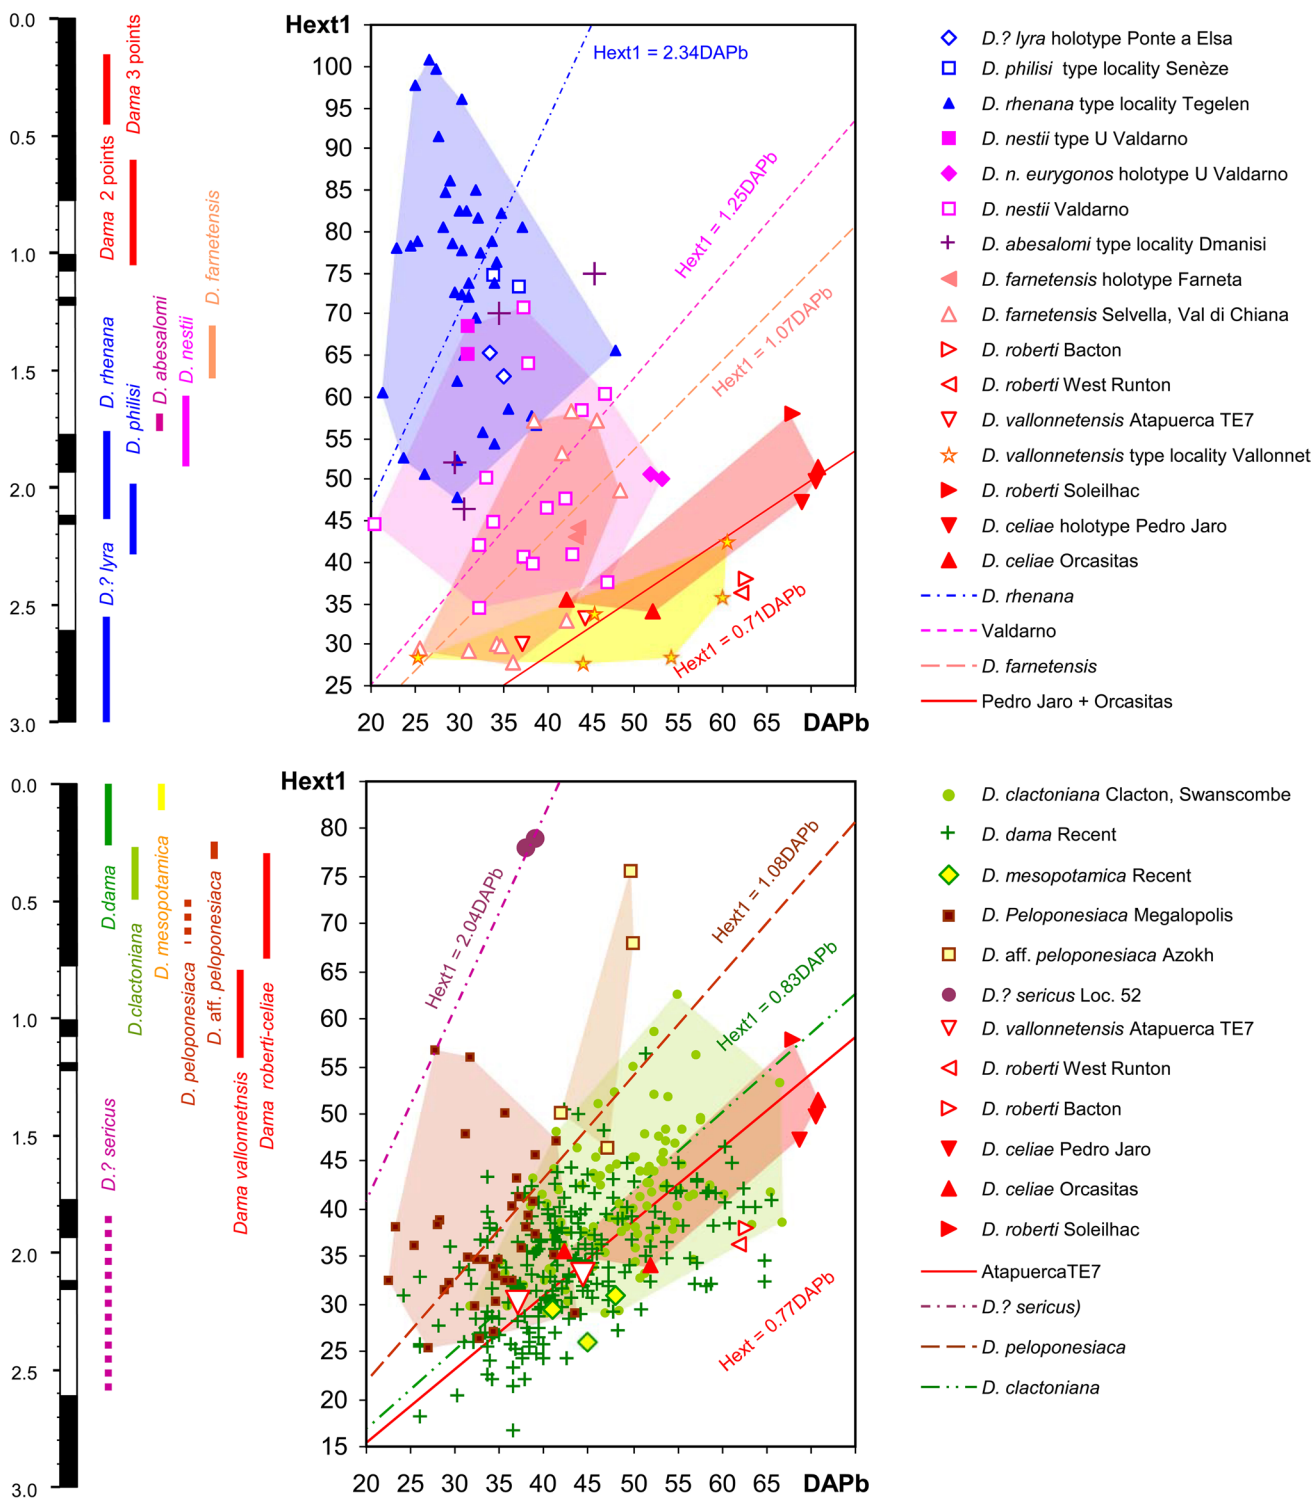 0.0
0.5
1.0
1.5
2.0
2.5
3.0
Dama 3 points
Dama 2 points
D. farnetensis
D. rhenana
D. philisi
D. abesalomi
D. nestii
D.? lyra
Hext1
100
95
90
85
80
75
70
65
60
55
50
45
40
35
30
25
20 25 30 35 40 45 55 60 65 DAPb
Hext1 = 2.34DAPb
Hext1 = 1.25DAPb
Hext1 = 1.07DAPb
Hext1 = 0.71DAPb
D.? lyra holotype Ponte a Elsa
D. philisi type locality Senèze
D. rhenana type locality Tegelen
D. nestii type U Valdarno
D. n. eurygonos holotype U Valdarno
D. nestii Valdarno
D. abesalomi type locality Dmanisi
D. farnetensis holotype Farneta
D. farnetensis Selvella, Val di Chiana
D. roberti Bacton
D. roberti West Runton
D. vallonnetensis Atapuerca TE7
D. vallonnetensis type locality Vallonnet
D. roberti Soleilhac
D. celiae holotype Pedro Jaro
D. celiae Orcasitas
D. rhenana
Valdarno
D. farnetensis
Pedro Jaro + Orcasitas
0.0
0.5
1.0
1.5
2.0
2.5
3.0
D.dama
D.clactoniana
D. mesopotamica
D. peloponesiaca
D. aff. peloponesiaca
Dama vallonnetnsis
Dama roberti-celiae
D.? sericus
Hext1
80
75
70
65
60
55
50
45
40
35
30
25
20
15
20 25 30 35 40 45 50 55 60 65 DAPb
Hext1 = 2.04DAPb
Hext1 = 1.08DAPb
Hext1 = 0.83DAPb
Hext = 0.77DAPb
D. clactoniana Clacton, Swanscombe
D. dama Recent
D. mesopotamica Recent
D. Peloponesiaca Megalopolis
D. aff. peloponesiaca Azokh
D.? sericus Loc. 52
D. vallonnetensis Atapuerca TE7
D. roberti West Runton
D. roberti Bacton
D. celiae Pedro Jaro
D. celiae Orcasitas
D. roberti Soleilhac
AtapuercaTE7
D.? sericus)
D. peloponesiaca
D. clactoniana